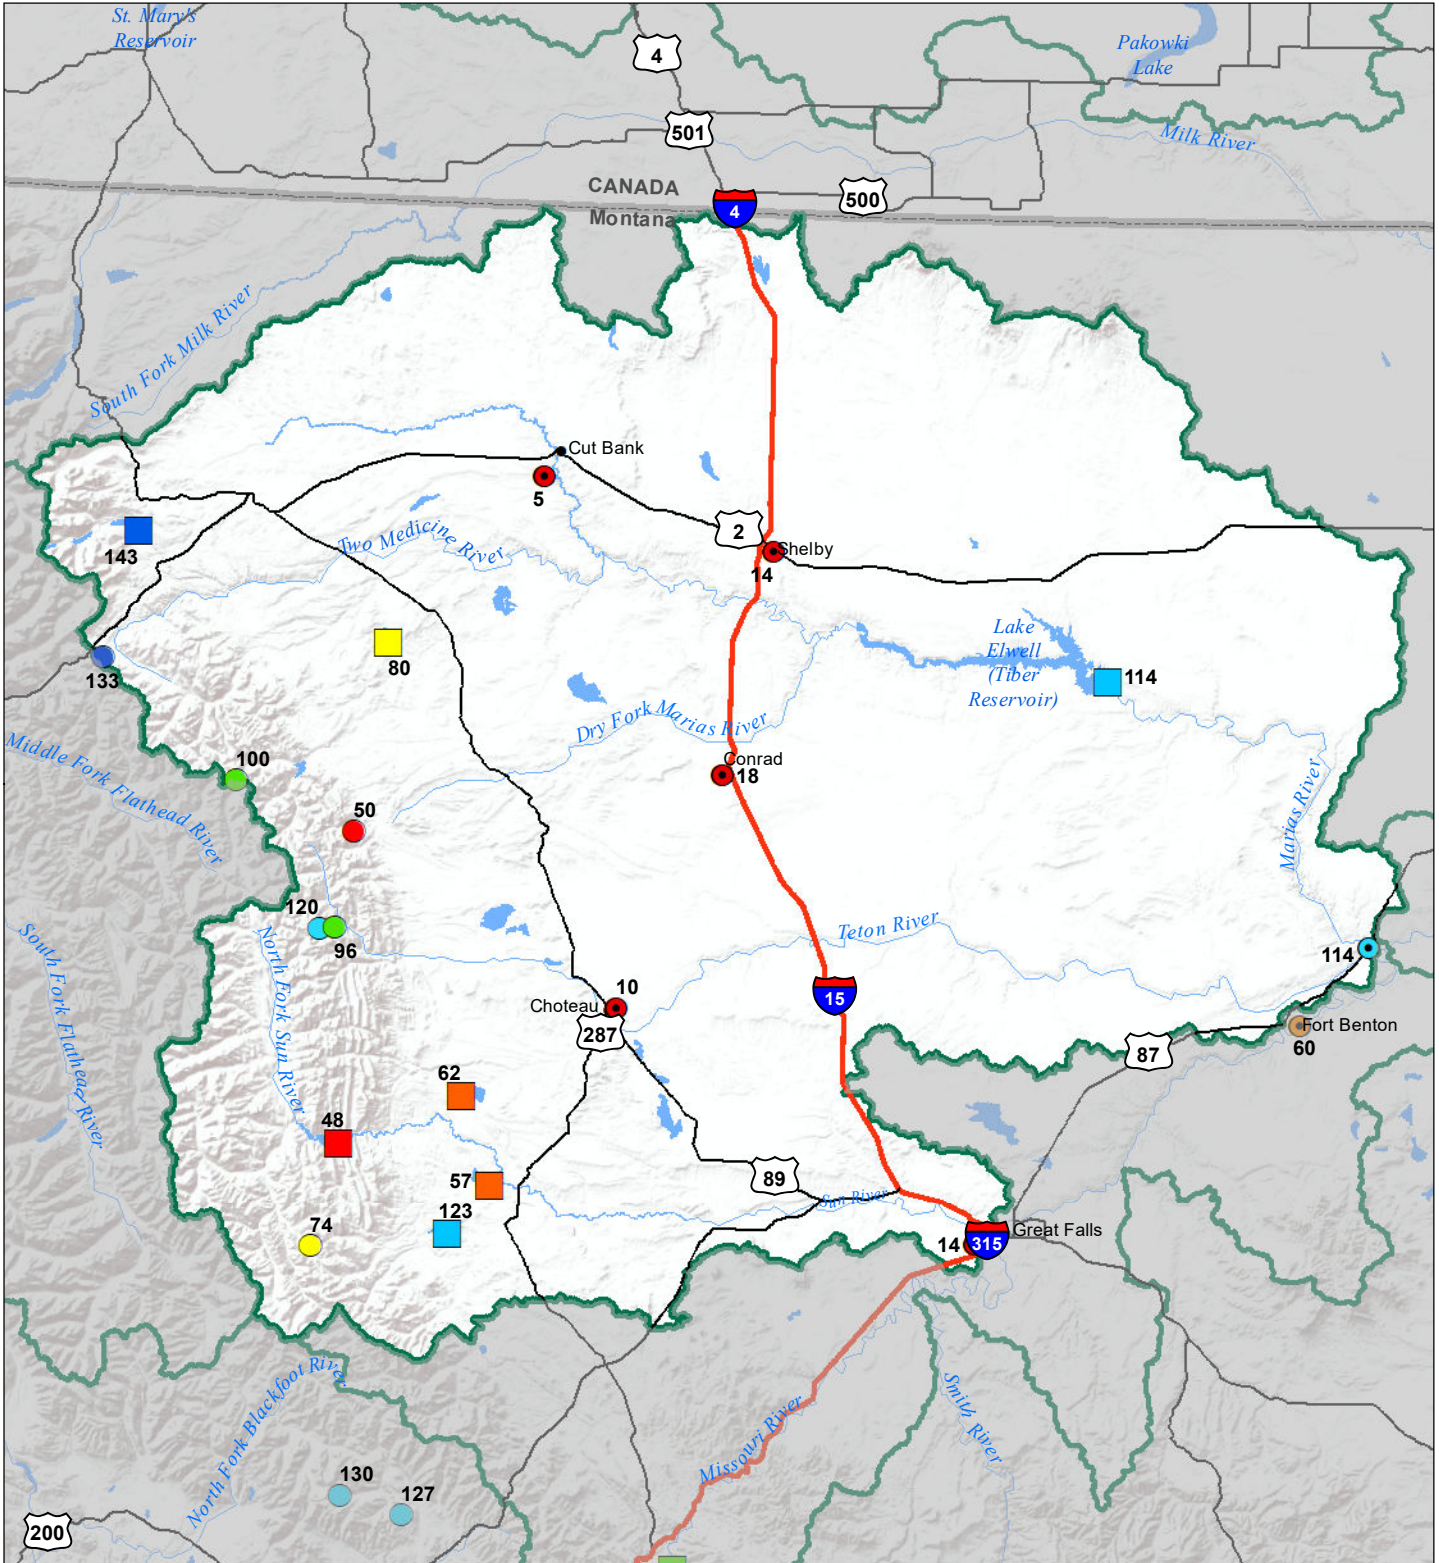 St. Mary's
Reservoir
4
Pakowki
Lake
501
Milk River
CANADA
Montana
4
500
South Fork Milk River
Cut Bank
5
2
Shelby
14
143
Two Medicine River
80
133
Lake
Elwell
(Tiber
Reservoir)
114
Dry Fork Marias River
Middle Fork Flathead River
100
Conrad
18
50
Marias River
120
96
North Fork Sun River
South Fork Flathead River
Teton River
114
10
Choteau
287
15
Fort Benton
60
87
62
48
57
123
89
Sun River
74
14
315
Great Falls
North Fork Blackfoot River
Missouri River
Smith River
130
127
200